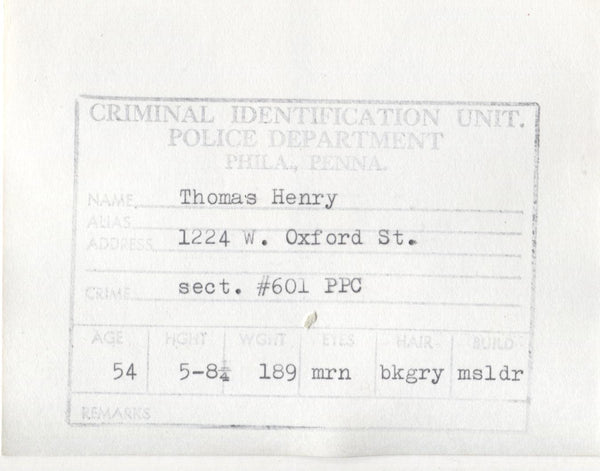 CRIMINAL IDENTIFICATION UNIT.
POLICE DEPARTMENT
PHILA., PENNA.
NAME, Thomas Henry
ALIAS
ADDRESS 1224 W. Oxford St.
CRIME sect. #601 PPC
AGE HGHT WGHT EYES HAIR BUILD
54 5-8¼ 189 mrn bkgry msldr
REMARKS